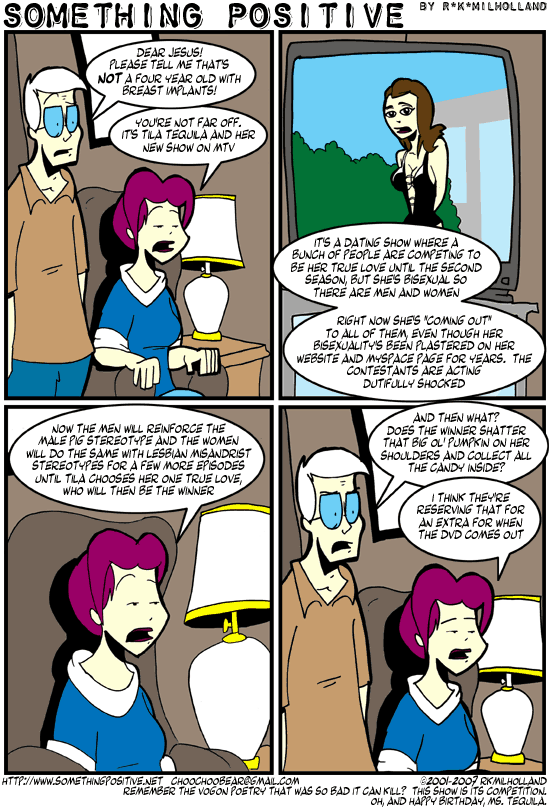 SOMETHING POSITIVE
BY R*K*MILHOLLAND
DEAR JESUS!
PLEASE TELL ME THAT'S
NOT A FOUR YEAR OLD WITH
BREAST IMPLANTS!
YOU'RE NOT FAR OFF.
IT'S TILA TEQUILA AND HER
NEW SHOW ON MTV
IT'S A DATING SHOW WHERE A
BUNCH OF PEOPLE ARE COMPETING TO
BE HER TRUE LOVE UNTIL THE SECOND
SEASON, BUT SHE'S BISEXUAL SO
THERE ARE MEN AND WOMEN
RIGHT NOW SHE'S "COMING OUT"
TO ALL OF THEM, EVEN THOUGH HER
BISEXUALITY'S BEEN PLASTERED ON HER
WEBSITE AND MYSPACE PAGE FOR YEARS. THE
CONTESTANTS ARE ACTING
DUTIFULLY SHOCKED
NOW THE MEN WILL REINFORCE THE
MALE PIG STEREOTYPE AND THE WOMEN
WILL DO THE SAME WITH LESBIAN MISANDRIST
STEREOTYPES FOR A FEW MORE EPISODES
UNTIL TILA CHOOSES HER ONE TRUE LOVE,
WHO WILL THEN BE THE WINNER
AND THEN WHAT?
DOES THE WINNER SHATTER
THAT BIG OL' PUMPKIN ON HER
SHOULDERS AND COLLECT ALL
THE CANDY INSIDE?
I THINK THEY'RE
RESERVING THAT FOR
AN EXTRA FOR WHEN
THE DVD COMES OUT
HTTP://WWW.SOMETHINGPOSITIVE.NET CHOOCHOOBEAR@GMAIL.COM
©2001-2007 RKMILHOLLAND
REMEMBER THE VOGON POETRY THAT WAS SO BAD IT CAN KILL? THIS SHOW IS ITS COMPETITION.
OH, AND HAPPY BIRTHDAY, MS. TEQUILA.